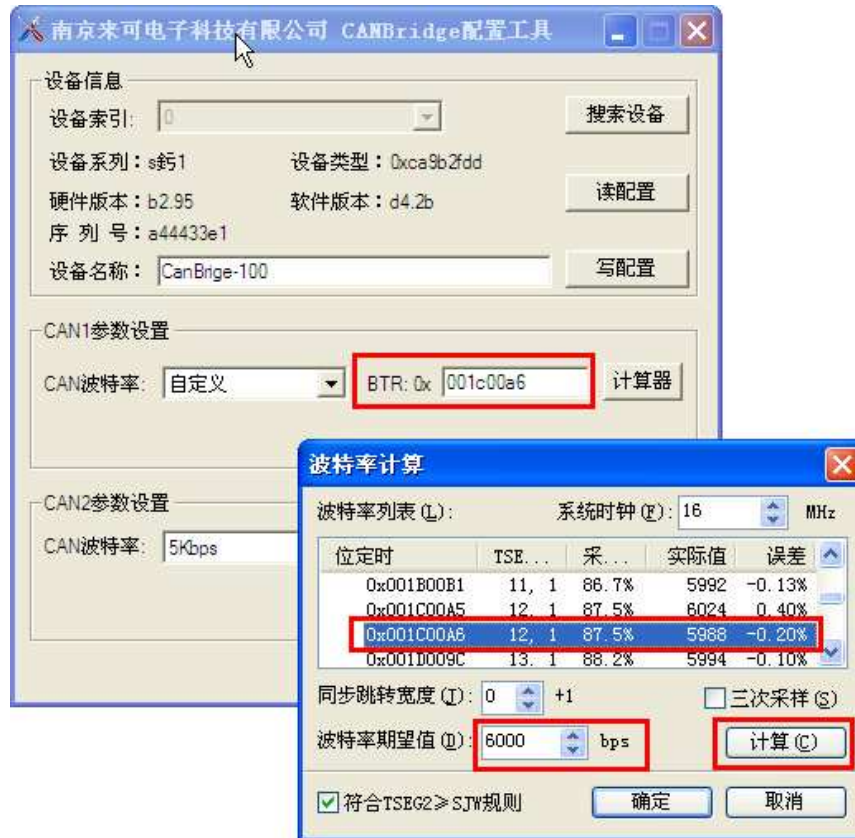 南京来可电子科技有限公司 CANBridge配置工具
设备信息
设备索引: 0
搜索设备
设备系列：s虧1 设备类型：0xca9b2fdd
硬件版本：b2.95 软件版本：d4.2b
读配置
序 列 号：a44433e1
设备名称： CanBrige-100
写配置
CAN1参数设置
CAN波特率: 自定义 BTR: 0x 001c00a6 计算器
CAN2参数设置
CAN波特率: 5Kbps
波特率计算
波特率列表(L): 系统时钟(F): 16 MHz
位定时 TSE... 采... 实际值 误差
0x001B00B1 11, 1 86.7% 5992 -0.13%
0x001C00A5 12, 1 87.5% 6024 0.40%
0x001C00A6 12, 1 87.5% 5988 -0.20%
0x001D009C 13, 1 88.2% 5994 -0.10%
同步跳转宽度(J): 0 +1 三次采样(S)
波特率期望值(D): 6000 bps 计算(C)
符合TSEG2≥SJW规则 确定 取消